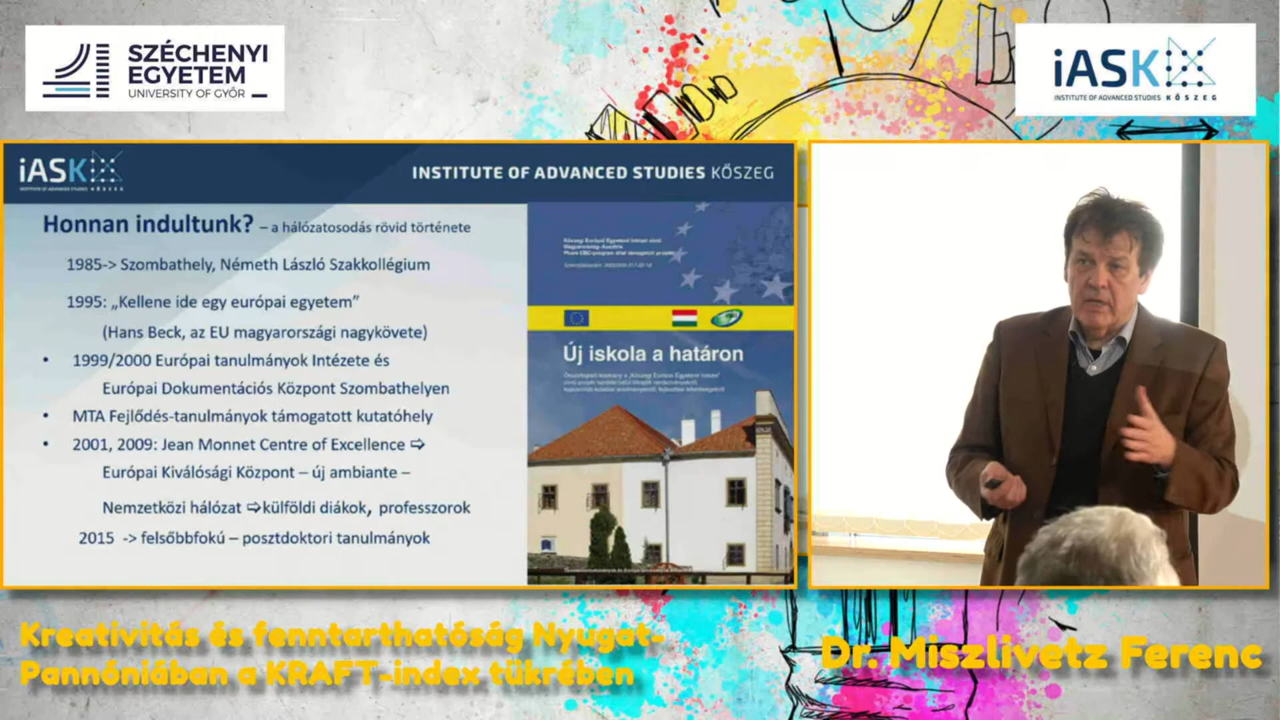 SZÉCHENYI
EGYETEM
UNIVERSITY OF GYŐR
iASK
INSTITUTE OF ADVANCED STUDIES KŐSZEG
iASK
INSTITUTE OF ADVANCED STUDIES KŐSZEG
Honnan indultunk? – a hálózatosodás rövid története
1985-> Szombathely, Németh László Szakkollégium
1995: „Kellene ide egy európai egyetem”
(Hans Beck, az EU magyarországi nagykövete)
• 1999/2000 Európai tanulmányok Intézete és
Európai Dokumentációs Központ Szombathelyen
• MTA Fejlődés-tanulmányok támogatott kutatóhely
• 2001, 2009: Jean Monnet Centre of Excellence ⇨
Európai Kiválósági Központ – új ambiante –
Nemzetközi hálózat ⇨külföldi diákok, professzorok
2015 -> felsőbbfokú – posztdoktori tanulmányok
Új iskola a határon
Kreativitás és fenntarthatóság Nyugat-
Pannóniában a KRAFT-index tükrében
Dr. Miszlivetz Ferenc